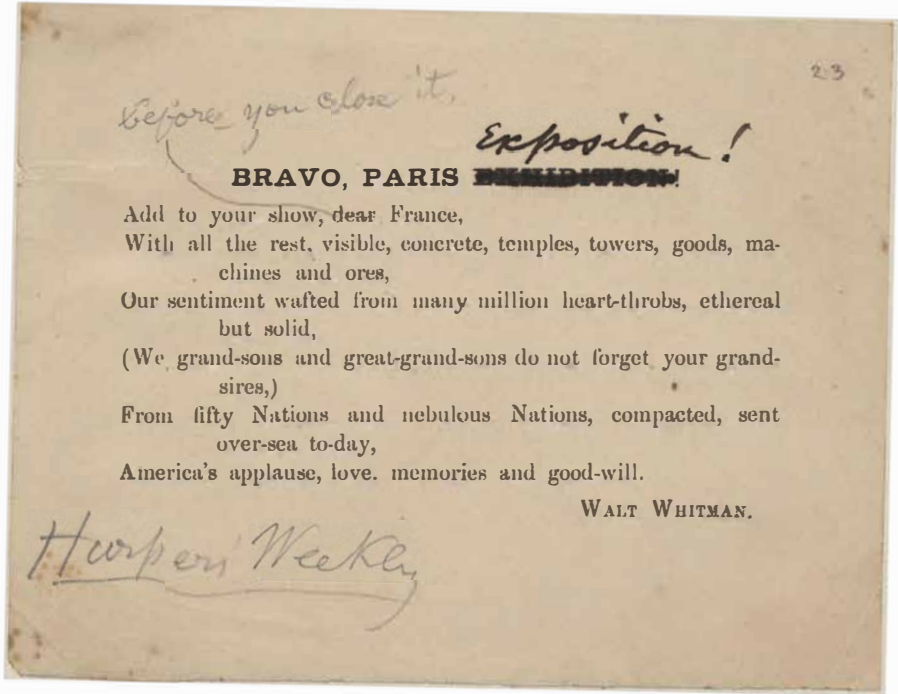 23
before you close it,
Exposition!
BRAVO, PARIS EXHIBITION!
Add to your show, dear France,
With all the rest, visible, concrete, temples, towers, goods, ma-
chines and ores,
Our sentiment wafted from many million heart-throbs, ethereal
but solid,
(We grand-sons and great-grand-sons do not forget your grand-
sires,)
From fifty Nations and nebulous Nations, compacted, sent
over-sea to-day,
America's applause, love. memories and good-will.
WALT WHITMAN.
Harpers' Weekly